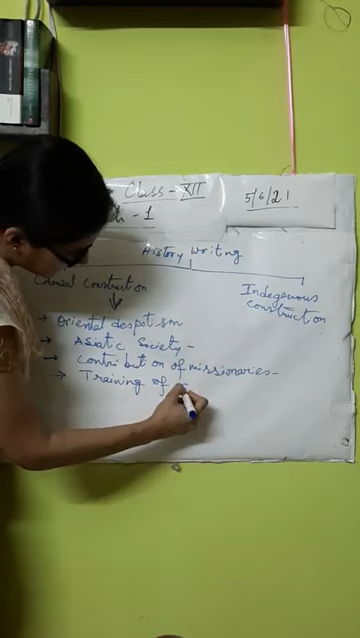 Class - XII
5/6/21
Ch - 1
History Writing
Colonial Construction
Indegenous
construction
→ Oriental despotism
→ Asiatic Society -
→ Contribution of missionaries -
→ Training of